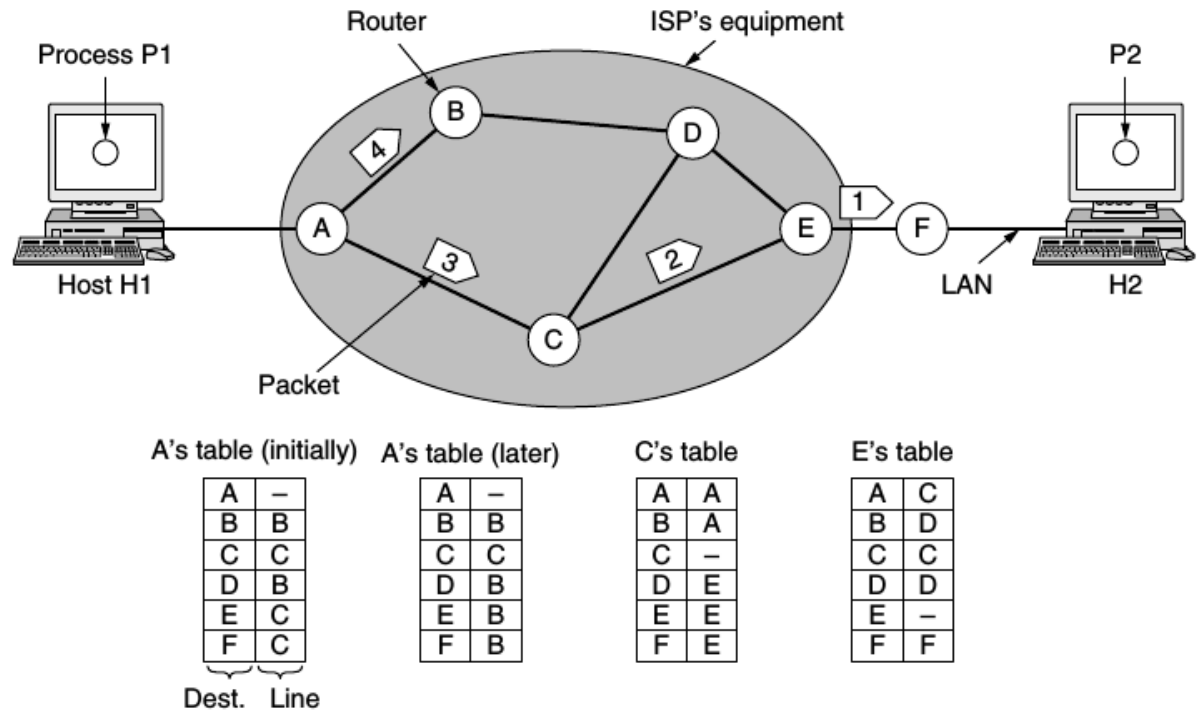 Router
ISP's equipment
Process P1
P2
B
D
4
1
A
E
F
3
2
Host H1
LAN
H2
C
Packet
A's table (initially) A's table (later) C's table E's table
A – A – A A A C
B B B B B A B D
C C C C C – C C
D B D B D E D D
E C E B E E E –
F C F B F E F F
Dest. Line